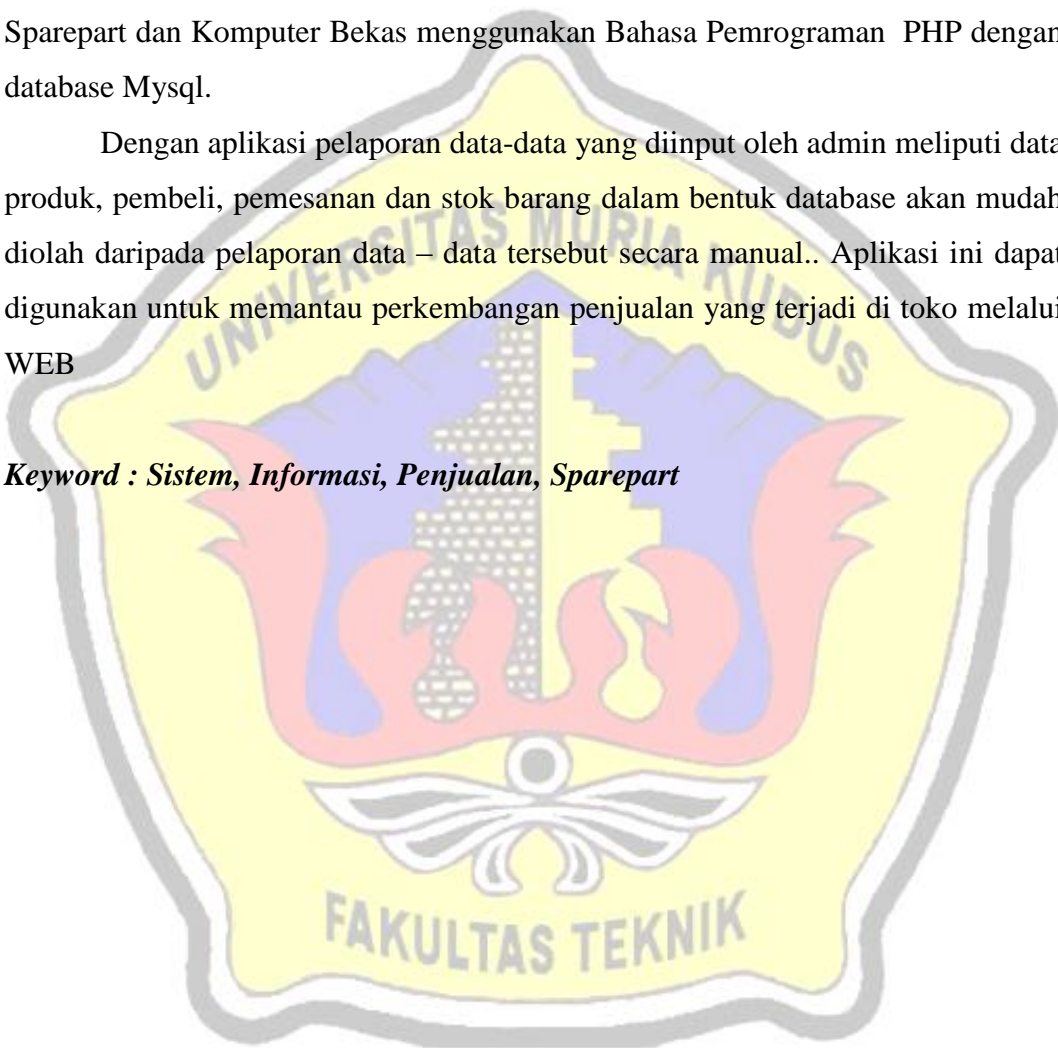 Sparepart dan Komputer Bekas menggunakan Bahasa Pemrograman  PHP dengan
database Mysql.
Dengan aplikasi pelaporan data-data yang diinput oleh admin meliputi data
produk, pembeli, pemesanan dan stok barang dalam bentuk database akan mudah
diolah daripada pelaporan data – data tersebut secara manual.. Aplikasi ini dapat
digunakan untuk memantau perkembangan penjualan yang terjadi di toko melalui
WEB
Keyword : Sistem, Informasi, Penjualan, Sparepart
UNIVERSITAS MURIA KUDUS
FAKULTAS TEKNIK